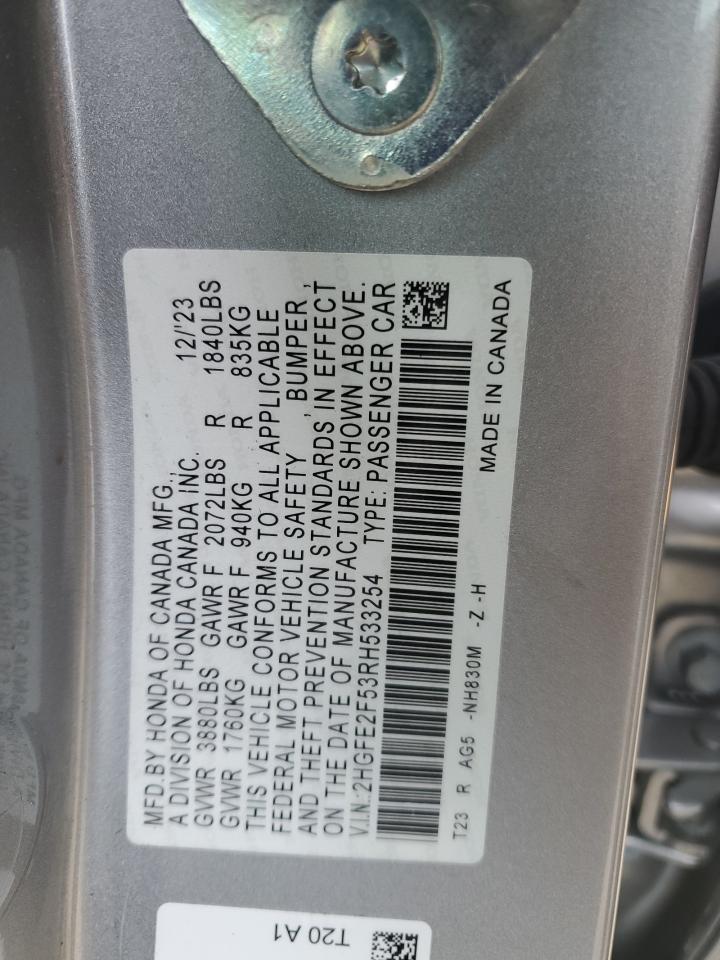 MFD.BY HONDA OF CANADA MFG.,
A DIVISION OF HONDA CANADA INC. 12/'23
GVWR 3880LBS GAWR F 2072LBS R 1840LBS
GVWR 1760KG GAWR F 940KG R 835KG
THIS VEHICLE CONFORMS TO ALL APPLICABLE
FEDERAL MOTOR VEHICLE SAFETY, BUMPER,
AND THEFT PREVENTION STANDARDS IN EFFECT
ON THE DATE OF MANUFACTURE SHOWN ABOVE.
V.I.N.:2HGFE2F53RH533254 TYPE: PASSENGER CAR
T23 R AG5 -NH830M -Z -H MADE IN CANADA
T20 A1